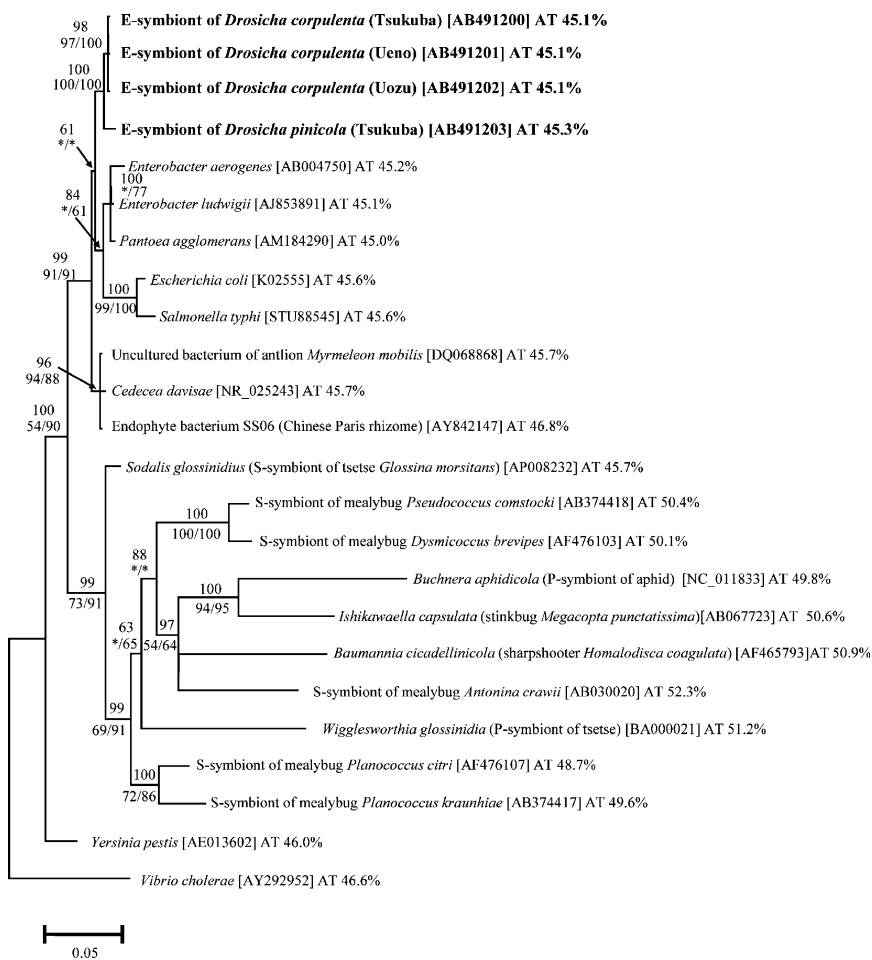 98
97/100
E-symbiont of Drosicha corpulenta (Tsukuba) [AB491200] AT 45.1%
E-symbiont of Drosicha corpulenta (Ueno) [AB491201] AT 45.1%
100
100/100
E-symbiont of Drosicha corpulenta (Uozu) [AB491202] AT 45.1%
61
*/*
E-symbiont of Drosicha pinicola (Tsukuba) [AB491203] AT 45.3%
Enterobacter aerogenes [AB004750] AT 45.2%
100
*/77
84
*/61
Enterobacter ludwigii [AJ853891] AT 45.1%
Pantoea agglomerans [AM184290] AT 45.0%
99
91/91
Escherichia coli [K02555] AT 45.6%
100
99/100
Salmonella typhi [STU88545] AT 45.6%
Uncultured bacterium of antlion Myrmeleon mobilis [DQ068868] AT 45.7%
96
94/88
Cedecea davisae [NR_025243] AT 45.7%
100
54/90
Endophyte bacterium SS06 (Chinese Paris rhizome) [AY842147] AT 46.8%
Sodalis glossinidius (S-symbiont of tsetse Glossina morsitans) [AP008232] AT 45.7%
S-symbiont of mealybug Pseudococcus comstocki [AB374418] AT 50.4%
100
100/100
S-symbiont of mealybug Dysmicoccus brevipes [AF476103] AT 50.1%
88
*/*
Buchnera aphidicola (P-symbiont of aphid) [NC_011833] AT 49.8%
99
73/91
100
94/95
Ishikawaella capsulata (stinkbug Megacopta punctatissima)[AB067723] AT 50.6%
63
*/65
97
54/64
Baumannia cicadellinicola (sharpshooter Homalodisca coagulata) [AF465793]AT 50.9%
S-symbiont of mealybug Antonina crawii [AB030020] AT 52.3%
99
69/91
Wigglesworthia glossinidia (P-symbiont of tsetse) [BA000021] AT 51.2%
S-symbiont of mealybug Planococcus citri [AF476107] AT 48.7%
100
72/86
S-symbiont of mealybug Planococcus kraunhiae [AB374417] AT 49.6%
Yersinia pestis [AE013602] AT 46.0%
Vibrio cholerae [AY292952] AT 46.6%
0.05